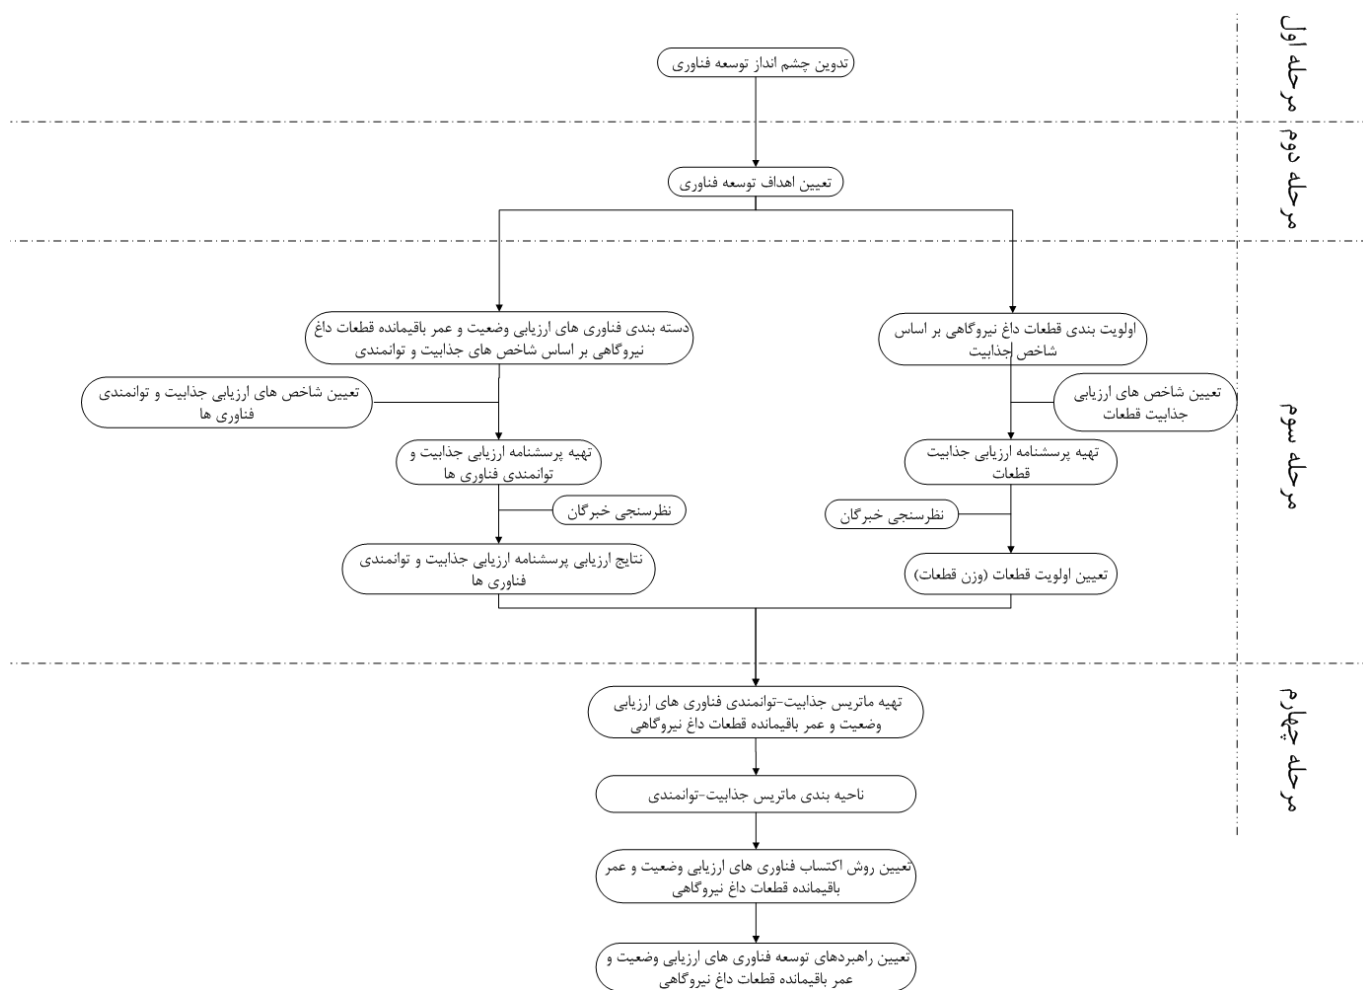 مرحله اول
تدوین چشم انداز توسعه فناوری
مرحله دوم
تعیین اهداف توسعه فناوری
مرحله سوم
اولویت بندی قطعات داغ نیروگاهی بر اساس
شاخص جذابیت
تعیین شاخص های ارزیابی
جذابیت قطعات
تهیه پرسشنامه ارزیابی جذابیت
قطعات
نظرسنجی خبرگان
تعیین اولویت قطعات (وزن قطعات)
دسته بندی فناوری های ارزیابی وضعیت و عمر باقیمانده قطعات داغ
نیروگاهی بر اساس شاخص های جذابیت و توانمندی
تعیین شاخص های ارزیابی جذابیت و توانمندی
فناوری ها
تهیه پرسشنامه ارزیابی جذابیت و
توانمندی فناوری ها
نظرسنجی خبرگان
نتایج ارزیابی پرسشنامه ارزیابی جذابیت و توانمندی
فناوری ها
مرحله چهارم
تهیه ماتریس جذابیت-توانمندی فناوری های ارزیابی
وضعیت و عمر باقیمانده قطعات داغ نیروگاهی
ناحیه بندی ماتریس جذابیت-توانمندی
تعیین روش اکتساب فناوری های ارزیابی وضعیت و عمر
باقیمانده قطعات داغ نیروگاهی
تعیین راهبردهای توسعه فناوری های ارزیابی وضعیت و
عمر باقیمانده قطعات داغ نیروگاهی